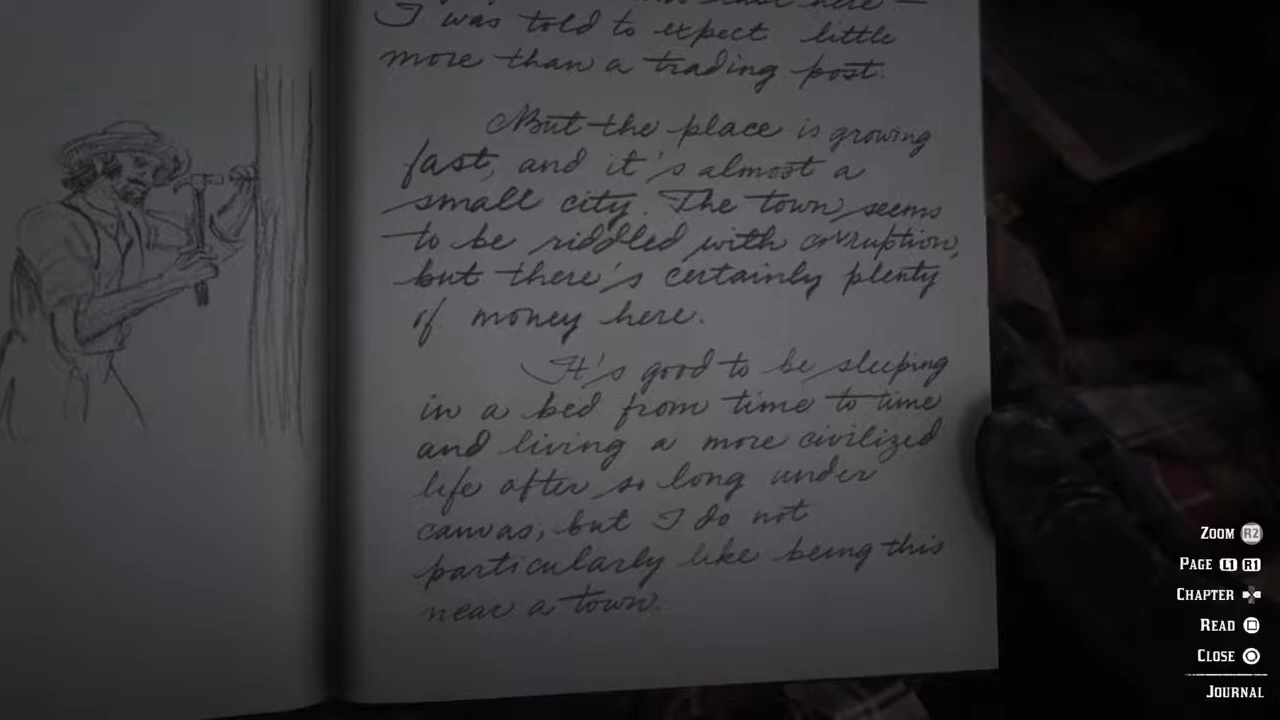 I was told to expect little
more than a trading post.
But the place is growing
fast, and it's almost a
small city. The town seems
to be riddled with corruption,
but there's certainly plenty
of money here.
It's good to be sleeping
in a bed from time to time
and living a more civilized
life after so long under
canvas, but I do not
particularly like being this
near a town.
ZOOM R2
PAGE L1 R1
CHAPTER
READ
CLOSE
JOURNAL